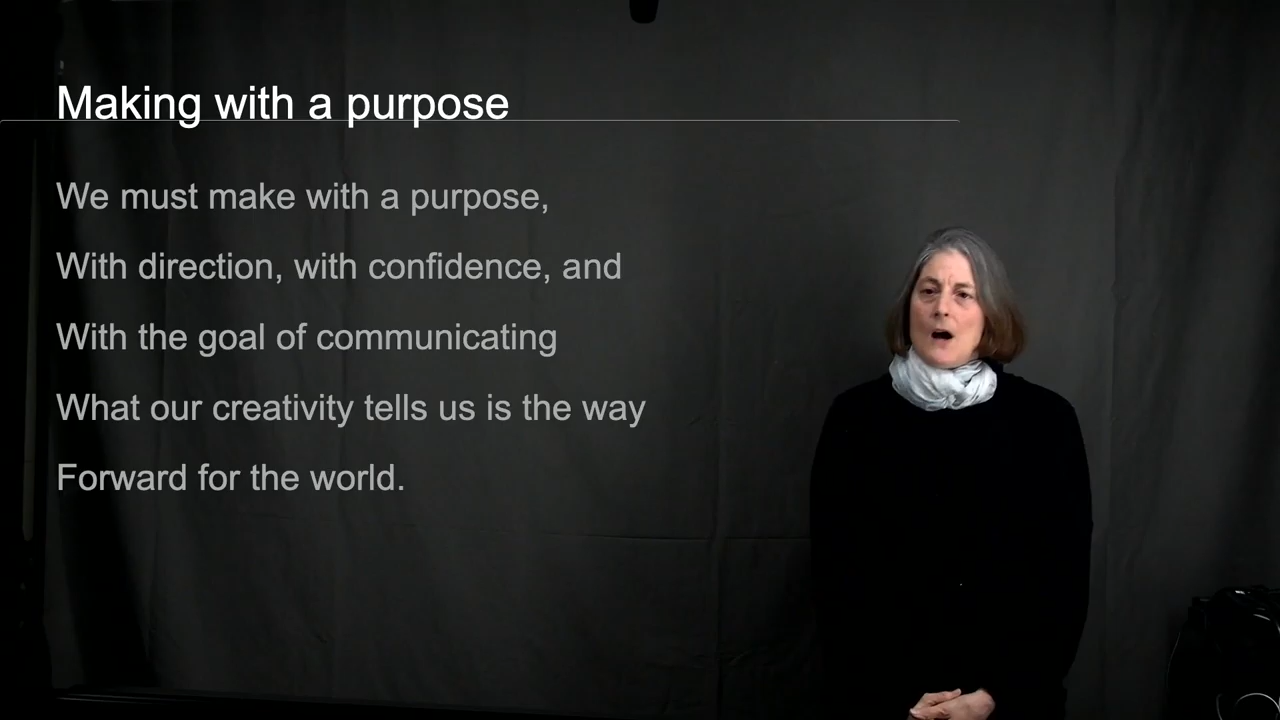 Making with a purpose
We must make with a purpose,
With direction, with confidence, and
With the goal of communicating
What our creativity tells us is the way
Forward for the world.